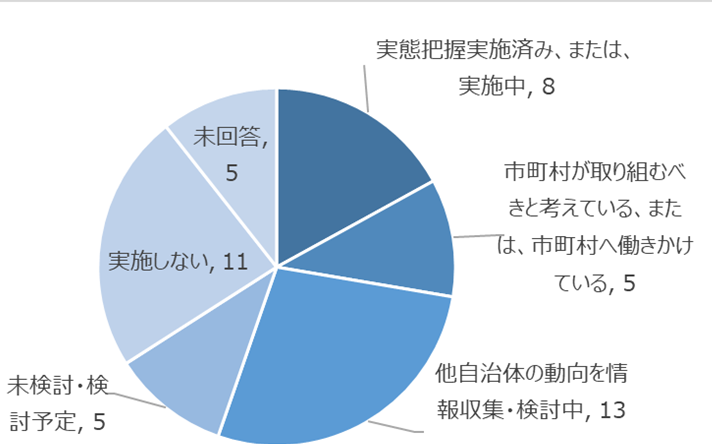 実態把握実施済み、または、
実施中, 8
市町村が取り組むべ
きと考えている、また
は、市町村へ働きかけ
ている, 5
他自治体の動向を情
報収集・検討中, 13
未検討・検
討予定, 5
実施しない, 11
未回答,
5